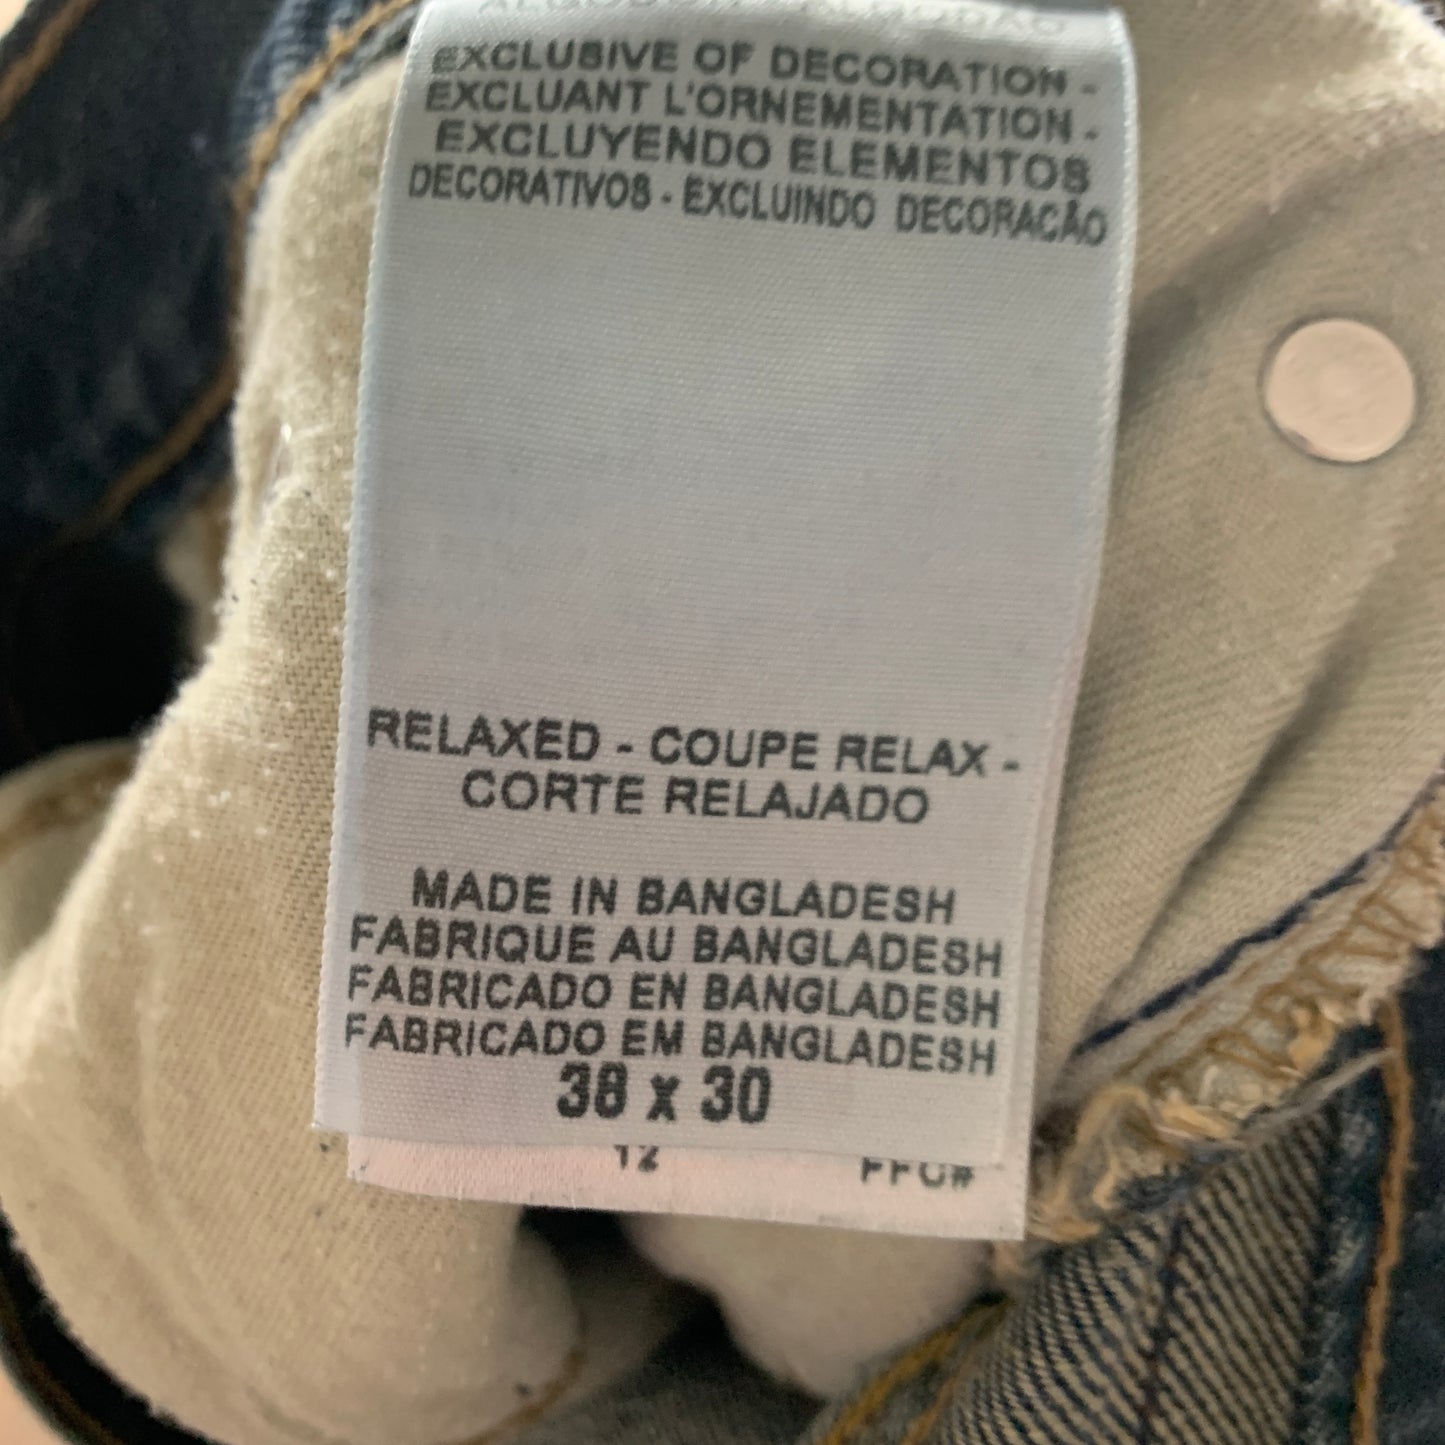 EXCLUSIVE OF DECORATION -
EXCLUANT L'ORNEMENTATION -
EXCLUYENDO ELEMENTOS
DECORATIVOS - EXCLUINDO DECORACÃO
RELAXED - COUPE RELAX -
CORTE RELAJADO
MADE IN BANGLADESH
FABRIQUE AU BANGLADESH
FABRICADO EN BANGLADESH
FABRICADO EM BANGLADESH
38 x 30
12 FFC#